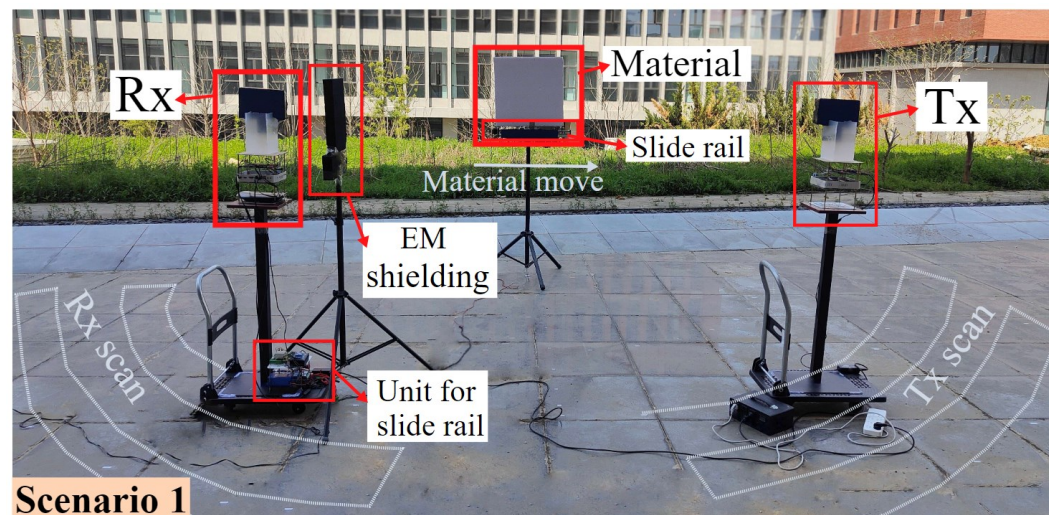 Rx
Material
Tx
Slide rail
Material move
EM
shielding
Rx scan
Tx scan
Unit for
slide rail
Scenario 1